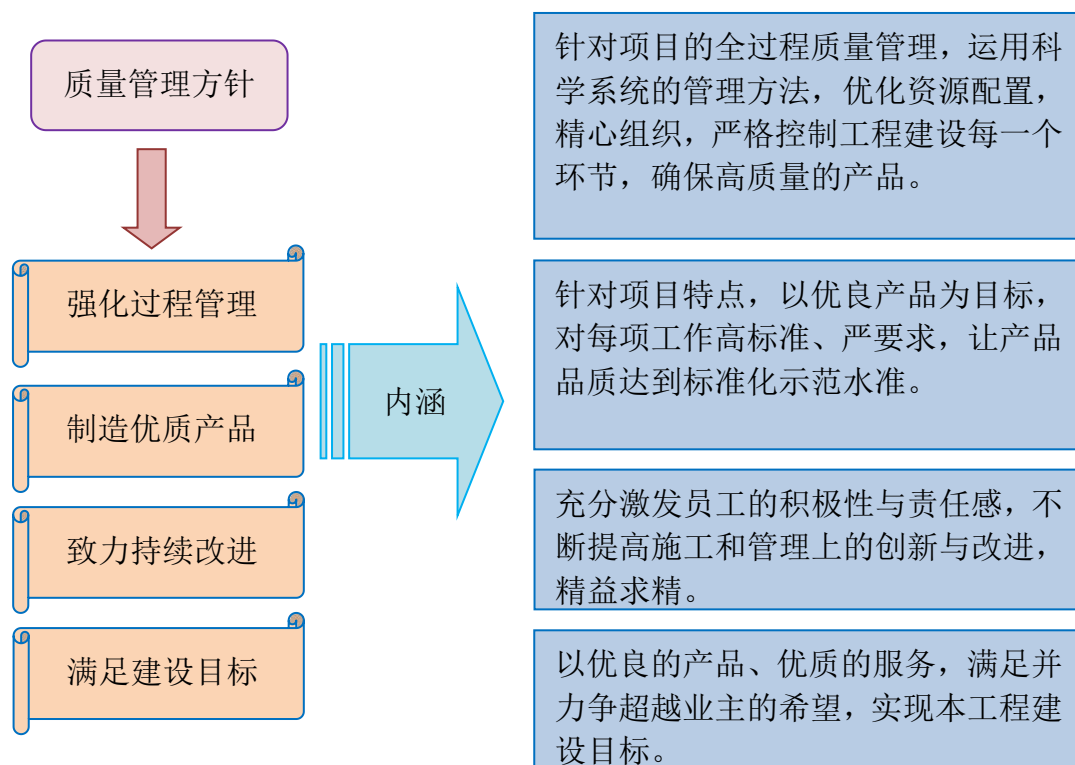 质量管理方针
强化过程管理
制造优质产品
致力持续改进
满足建设目标
内涵
针对项目的全过程质量管理，运用科
学系统的管理方法，优化资源配置，
精心组织，严格控制工程建设每一个
环节，确保高质量的产品。
针对项目特点，以优良产品为目标，
对每项工作高标准、严要求，让产品
品质达到标准化示范水准。
充分激发员工的积极性与责任感，不
断提高施工和管理上的创新与改进，
精益求精。
以优良的产品、优质的服务，满足并
力争超越业主的希望，实现本工程建
设目标。